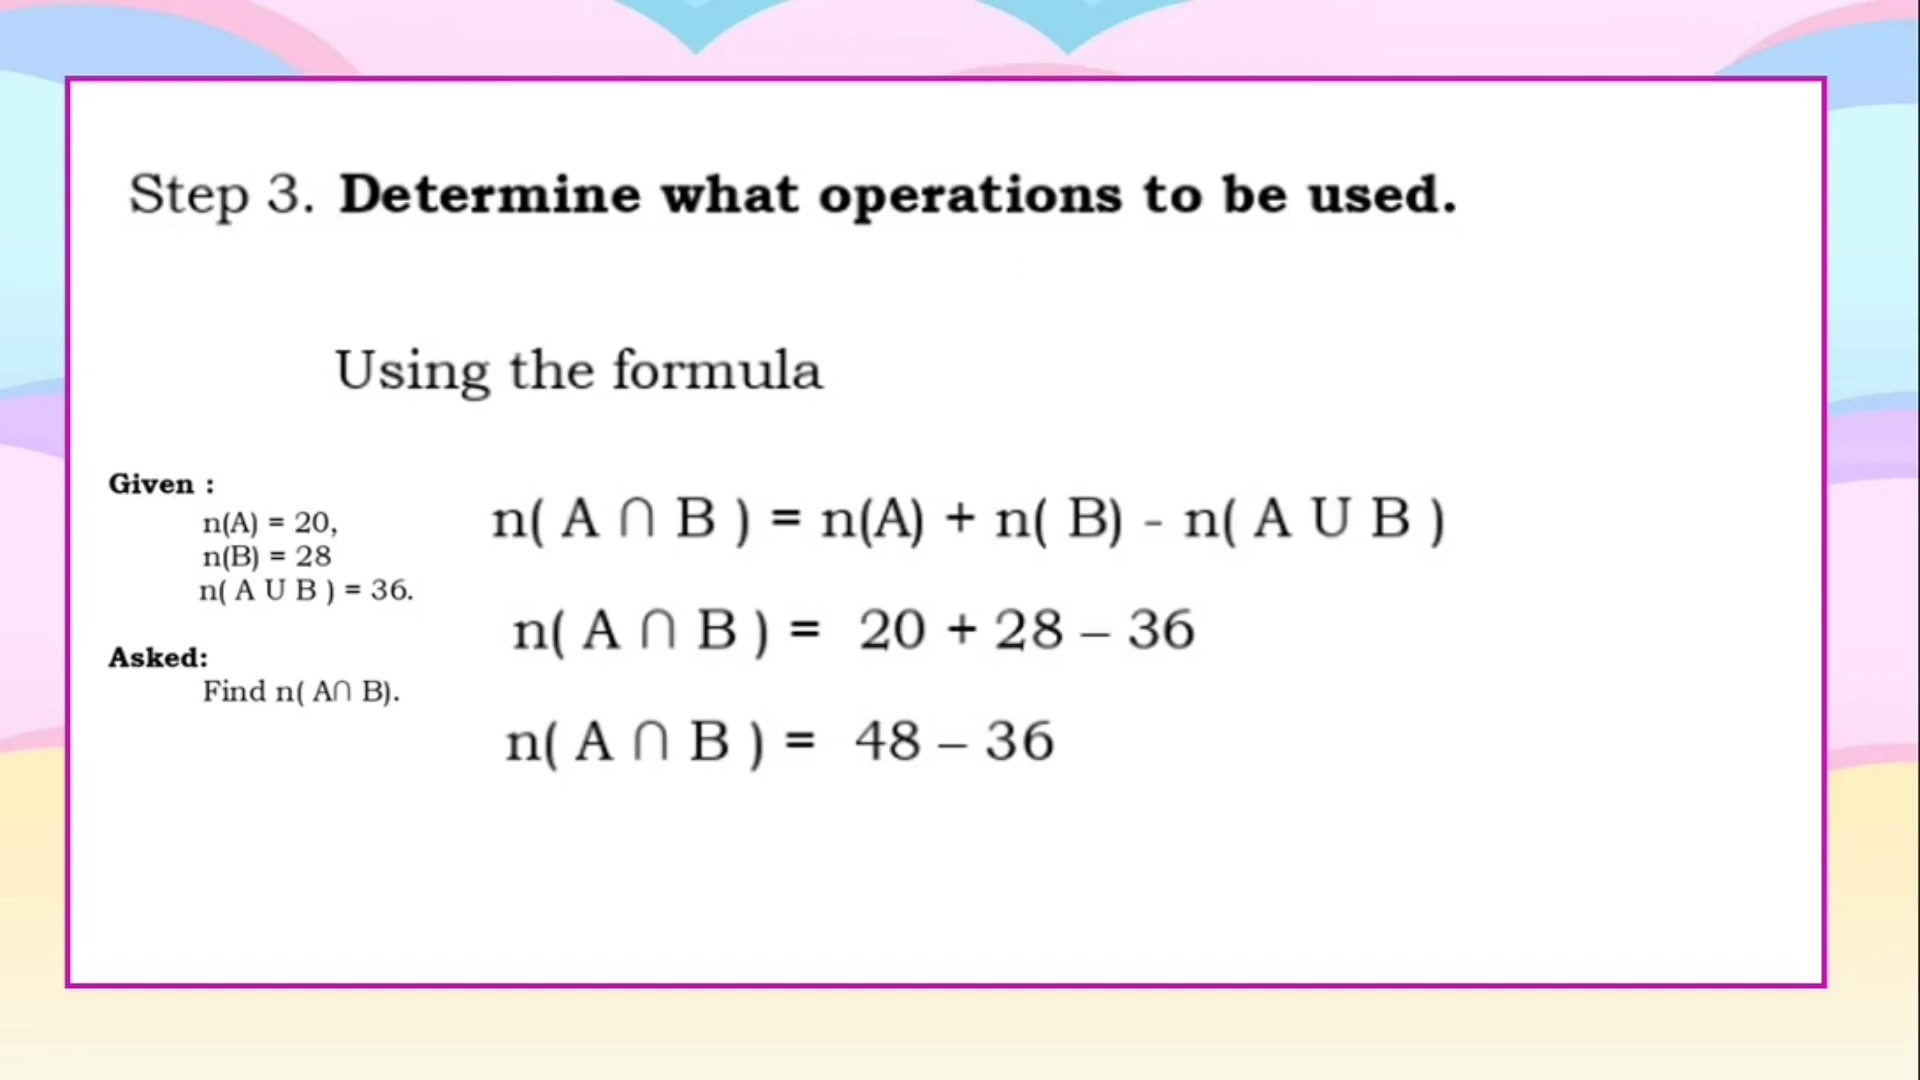 Step 3. Determine what operations to be used.
Using the formula
Given :
n(A) = 20,
n(B) = 28
n( A U B ) = 36.
Asked:
Find n( A∩ B).
n( A ∩ B ) = n(A) + n( B) - n( A U B )
n( A ∩ B ) = 20 + 28 – 36
n( A ∩ B ) = 48 – 36